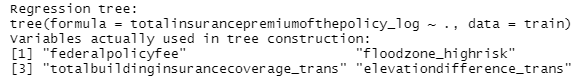 Regression tree:
tree(formula = totalinsurancepremiumofthepolicy_log ~ ., data = train)
Variables actually used in tree construction:
[1] "federalpolicyfee" "floodzone_highrisk"
[3] "totalbuildinginsurancecoverage_trans" "elevationdifference_trans"